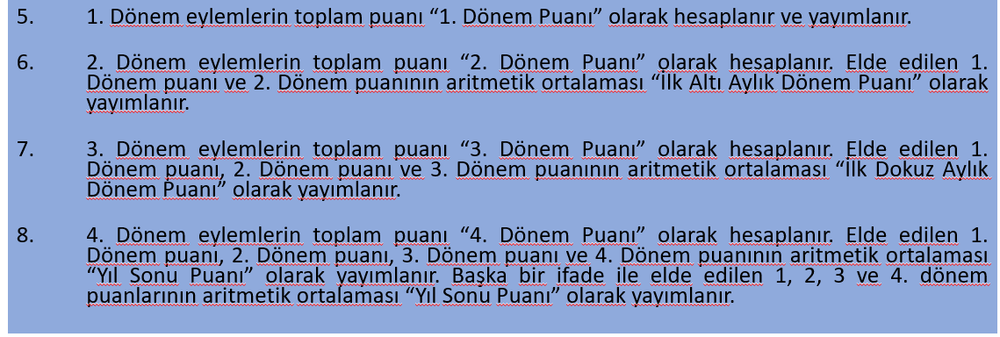 5. 1. Dönem eylemlerin toplam puanı “1. Dönem Puanı” olarak hesaplanır ve yayımlanır.
6. 2. Dönem eylemlerin toplam puanı “2. Dönem Puanı” olarak hesaplanır. Elde edilen 1.
Dönem puanı ve 2. Dönem puanının aritmetik ortalaması “İlk Altı Aylık Dönem Puanı” olarak
yayımlanır.
7. 3. Dönem eylemlerin toplam puanı “3. Dönem Puanı” olarak hesaplanır. Elde edilen 1.
Dönem puanı, 2. Dönem puanı ve 3. Dönem puanının aritmetik ortalaması “İlk Dokuz Aylık
Dönem Puanı” olarak yayımlanır.
8. 4. Dönem eylemlerin toplam puanı “4. Dönem Puanı” olarak hesaplanır. Elde edilen 1.
Dönem puanı, 2. Dönem puanı, 3. Dönem puanı ve 4. Dönem puanının aritmetik ortalaması
“Yıl Sonu Puanı” olarak yayımlanır. Başka bir ifade ile elde edilen 1, 2, 3 ve 4. dönem
puanlarının aritmetik ortalaması “Yıl Sonu Puanı” olarak yayımlanır.